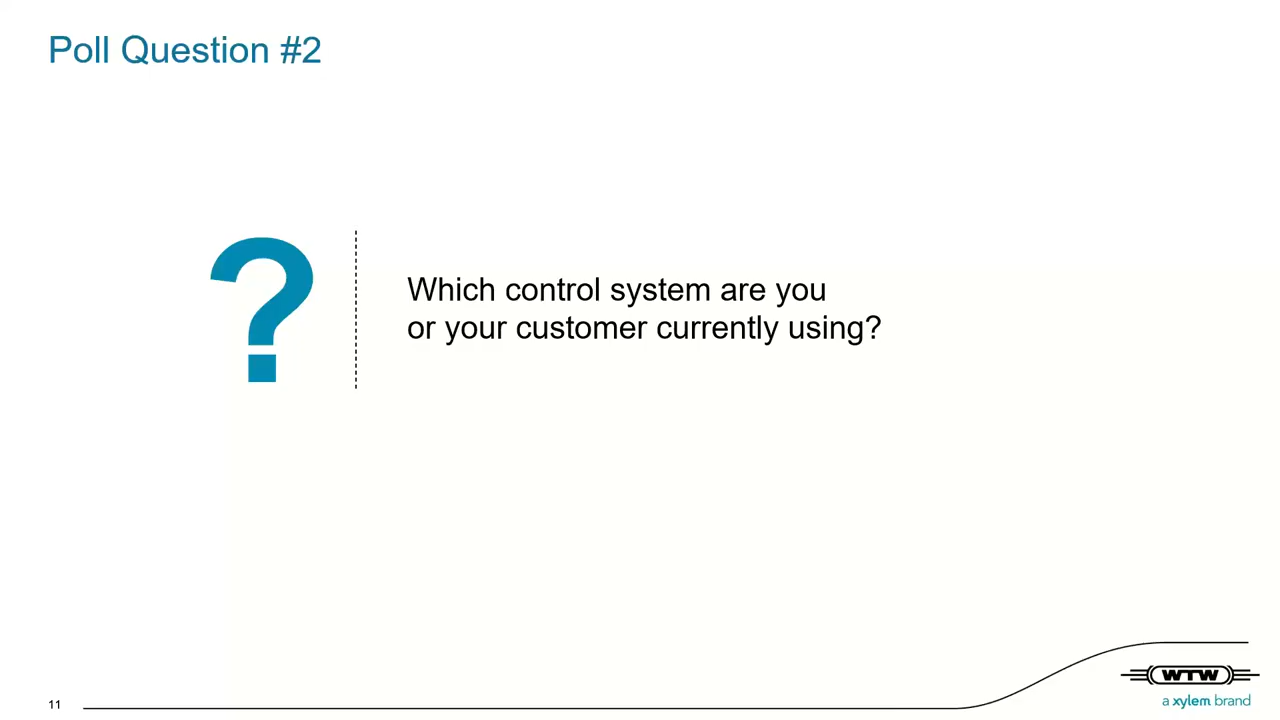 Poll Question #2
?
Which control system are you
or your customer currently using?
WTW
a xylem brand
11